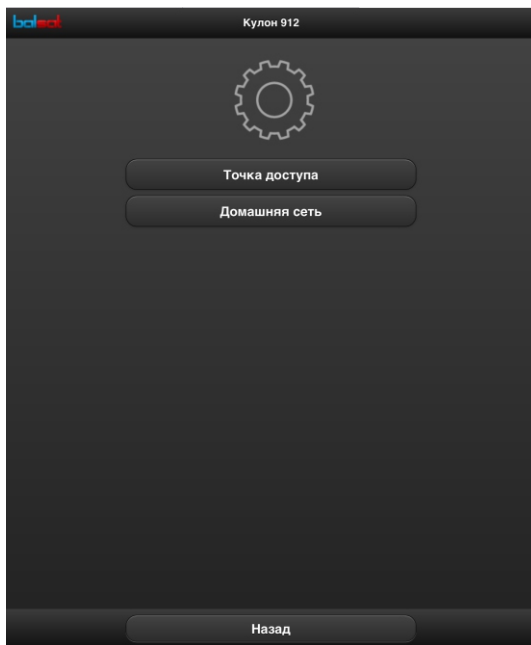 balsat
Кулон 912
Точка доступа
Домашняя сеть
Назад